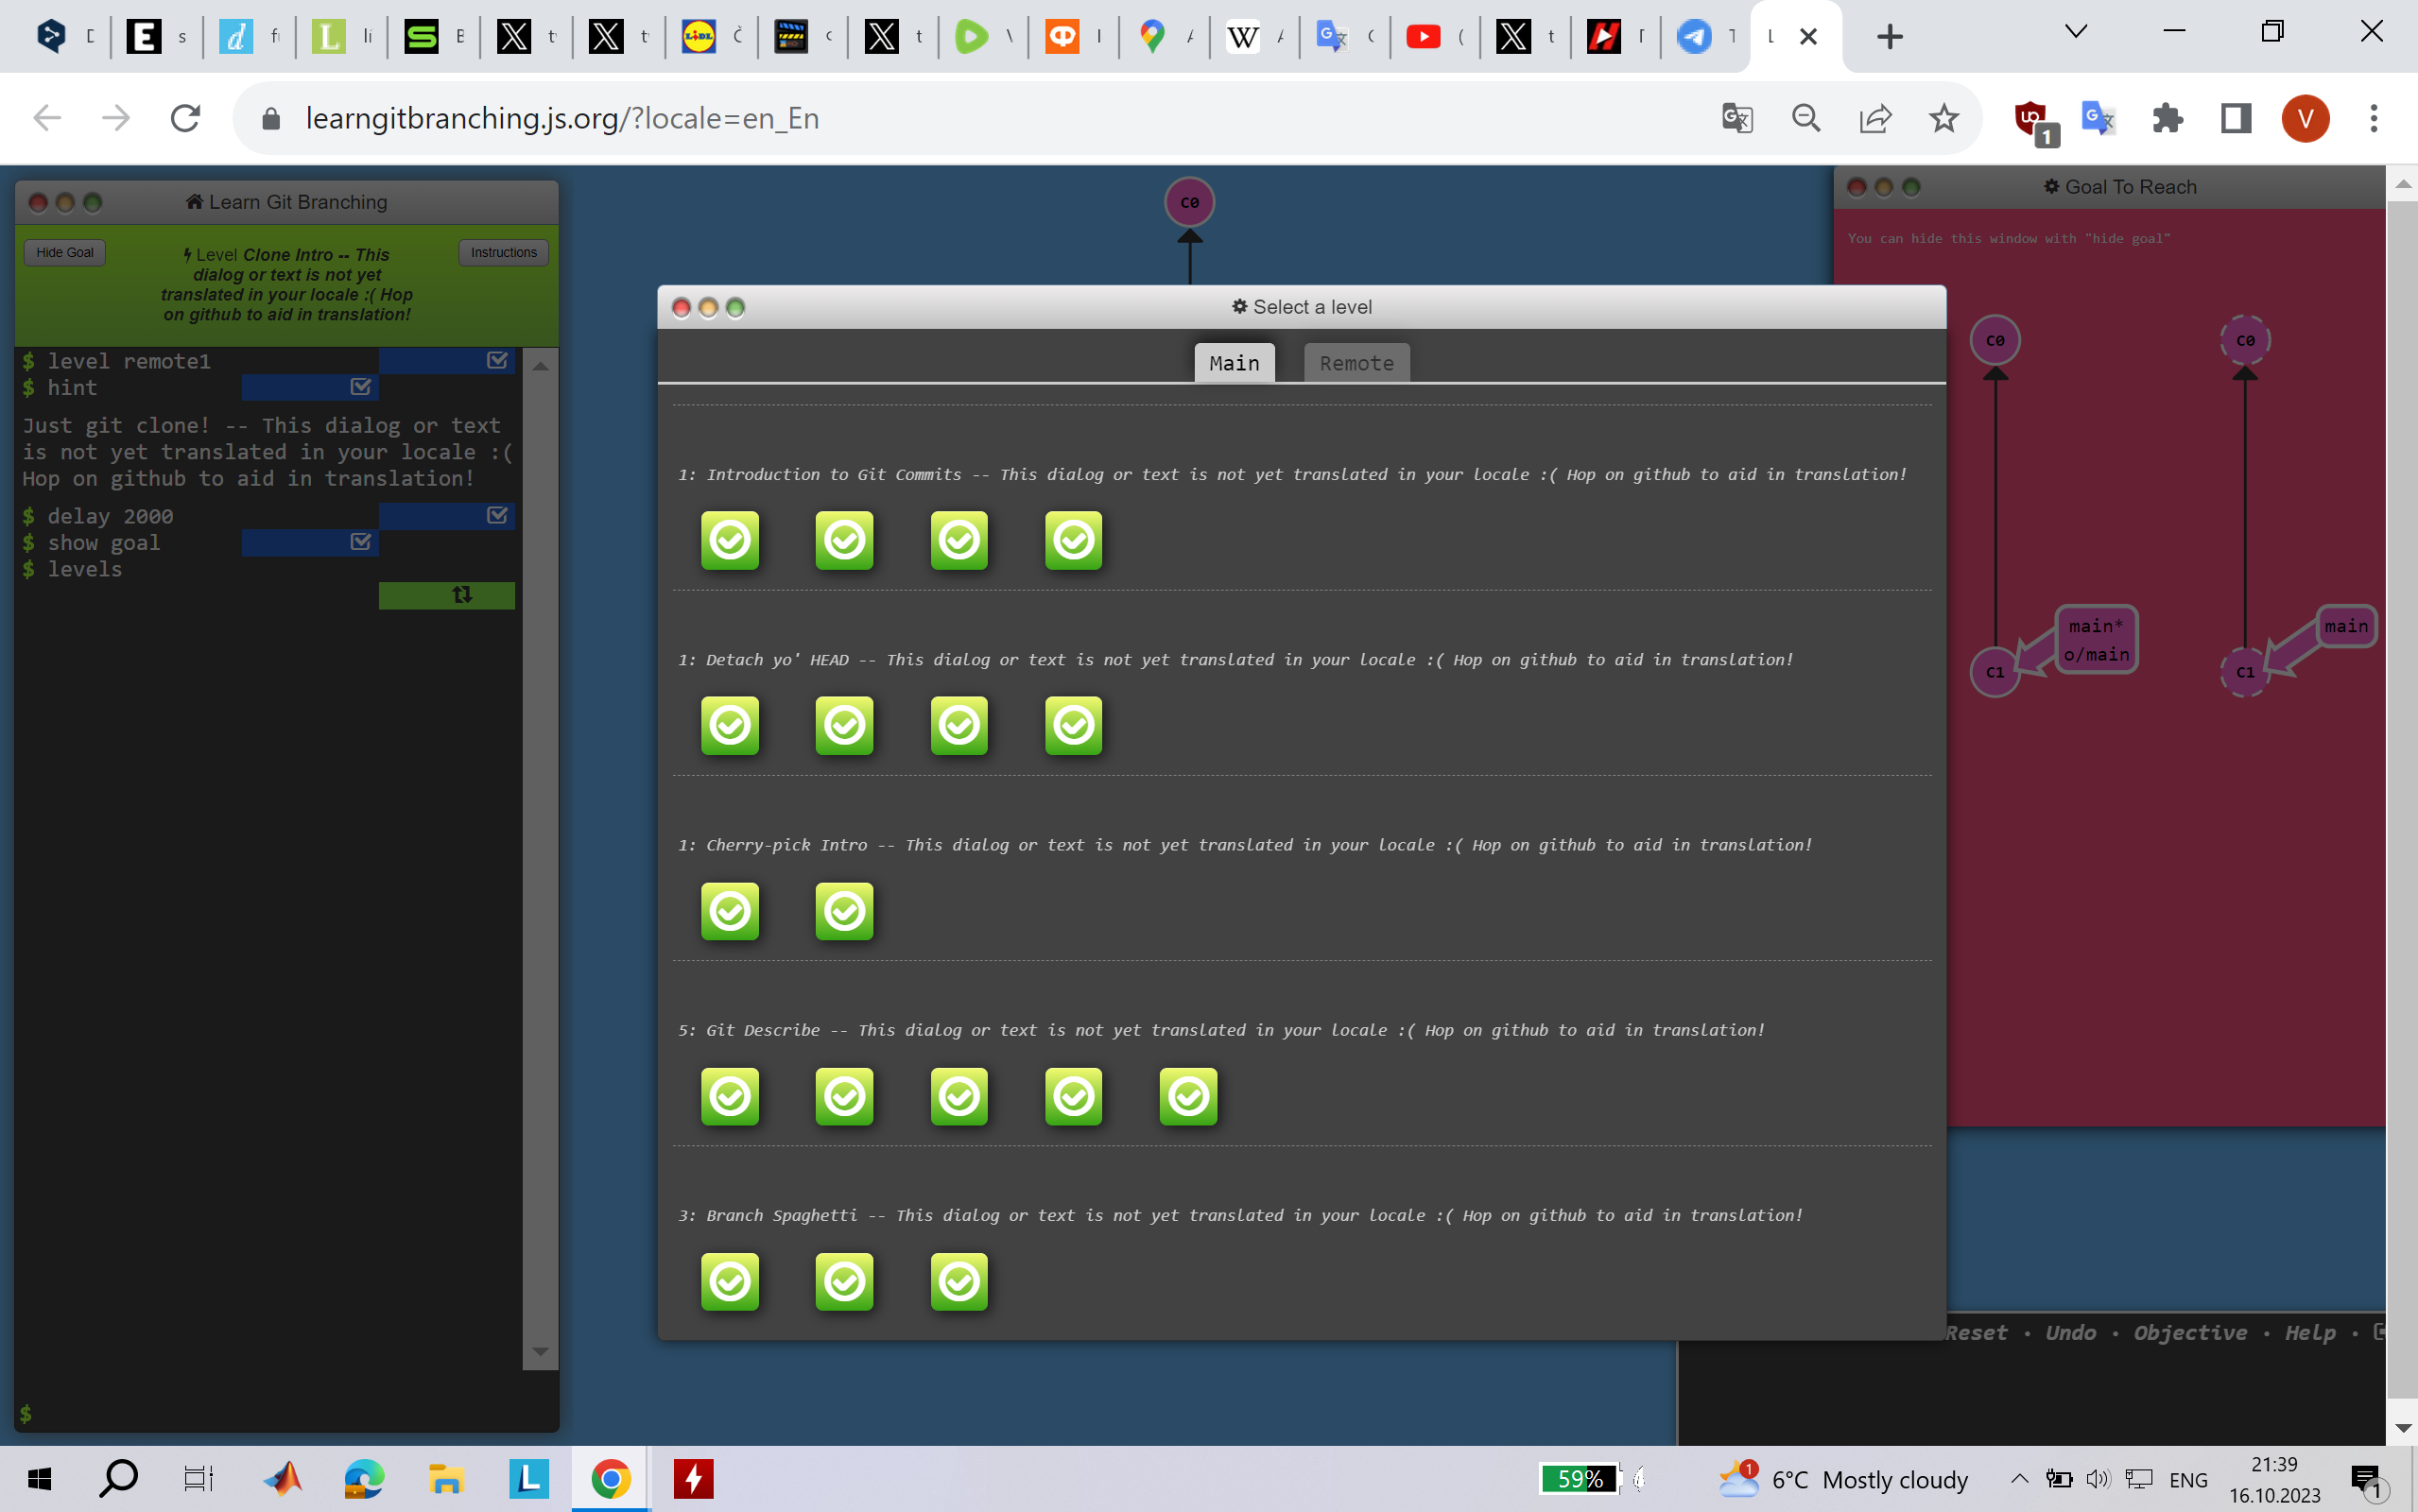 learngitbranching.js.org/?locale=en_En
1
V
Learn Git Branching
Hide Goal
Level Clone Intro -- This
dialog or text is not yet
translated in your locale :( Hop
on github to aid in translation!
Instructions
$ level remote1
$ hint
Just git clone! -- This dialog or text
is not yet translated in your locale :(
Hop on github to aid in translation!
$ delay 2000
$ show goal
$ levels
$
C0
Select a level
Main Remote
1: Introduction to Git Commits -- This dialog or text is not yet translated in your locale :( Hop on github to aid in translation!
1: Detach yo' HEAD -- This dialog or text is not yet translated in your locale :( Hop on github to aid in translation!
1: Cherry-pick Intro -- This dialog or text is not yet translated in your locale :( Hop on github to aid in translation!
5: Git Describe -- This dialog or text is not yet translated in your locale :( Hop on github to aid in translation!
3: Branch Spaghetti -- This dialog or text is not yet translated in your locale :( Hop on github to aid in translation!
Goal To Reach
You can hide this window with "hide goal"
C0
C0
main*
o/main
main
C1
C1
Reset · Undo · Objective · Help ·
59%
1
6°C Mostly cloudy
ENG
21:39
16.10.2023
1